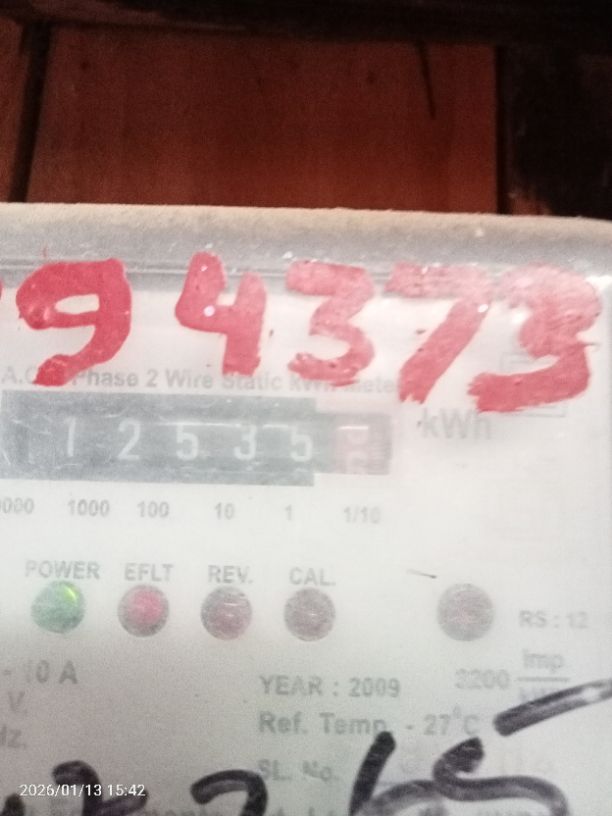 94373
A.C. Phase 2 Wire Static kWh Meter
12535 kWh
1000 100 10 1 1/10
POWER EFLT REV. CAL.
RS : 12
- 10 A
3200 Imp
V.
YEAR : 2009
Hz.
Ref. Temp. - 27°C
SL. No.
2026/01/13 15:42